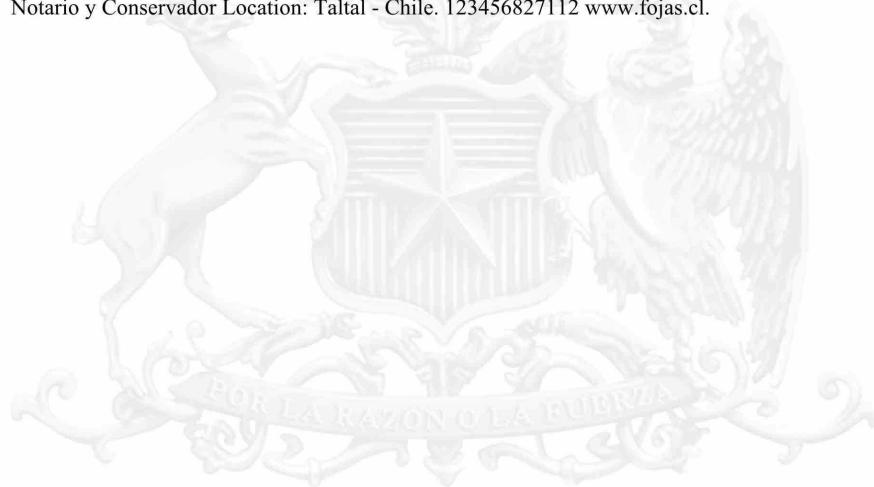 Notario y Conservador Location: Taltal - Chile. 123456827112 www.fojas.cl.
POR LA RAZON O LA FUERZA